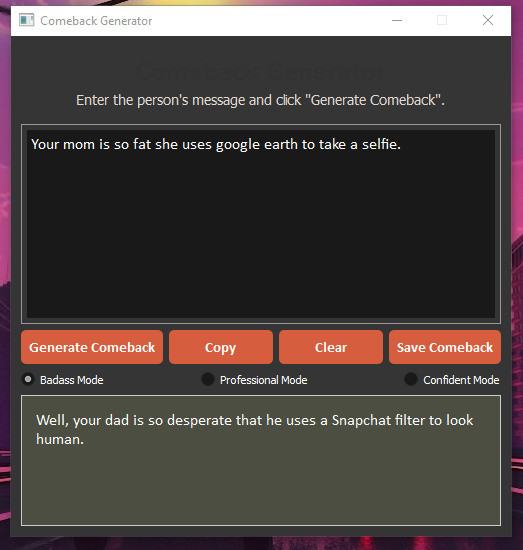 Comeback Generator
Comeback Generator
Enter the person's message and click "Generate Comeback".
Your mom is so fat she uses google earth to take a selfie.
Generate Comeback Copy Clear Save Comeback
Badass Mode Professional Mode Confident Mode
Well, your dad is so desperate that he uses a Snapchat filter to look
human.